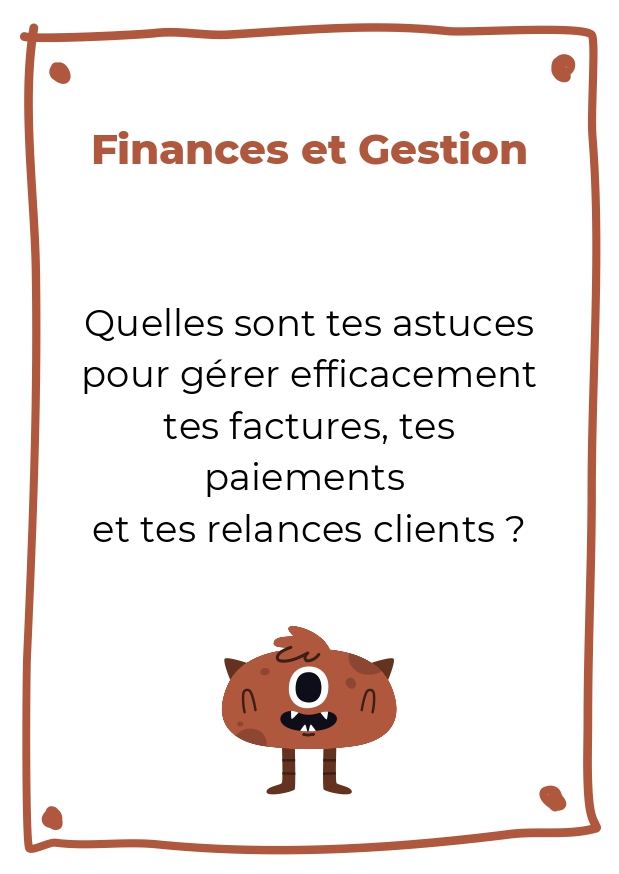 Finances et Gestion
Quelles sont tes astuces
pour gérer efficacement
tes factures, tes
paiements
et tes relances clients ?